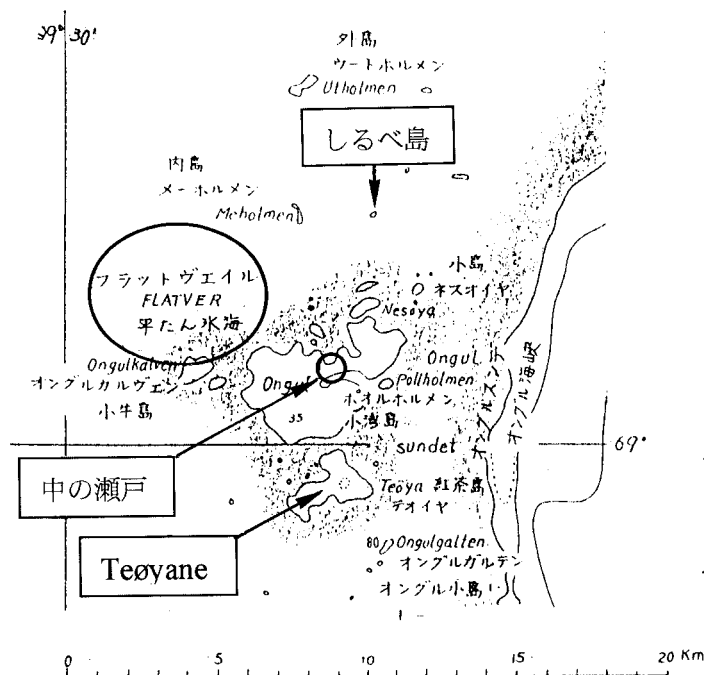 39° 30'
外島
ウートホルメン
Utholmen
しるべ島
内島
メーホルメン
Meholmen
フラットヴェイル
FLATVER
平たん氷海
小島
ネスオイヤ
Nesøya
Ongulkalven
オングルカルヴェン
小牛島
Ongul
35
Ongul
Pollholmen
ポオルホルメン
小湾島
sundet
オングルスンテ
オングル海峡
69°
中の瀬戸
Teøya 紅茶島
テオイヤ
Teøyane
80 Ongulgalten
オングルガルテン
オングル小島
0 5 10 15 20 Km